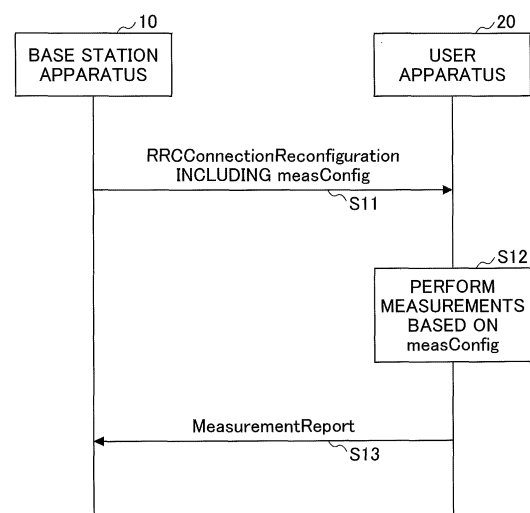 10
20
BASE STATION
APPARATUS
USER
APPARATUS
RRCConnectionReconfiguration
INCLUDING measConfig
S11
S12
PERFORM
MEASUREMENTS
BASED ON
measConfig
MeasurementReport
S13